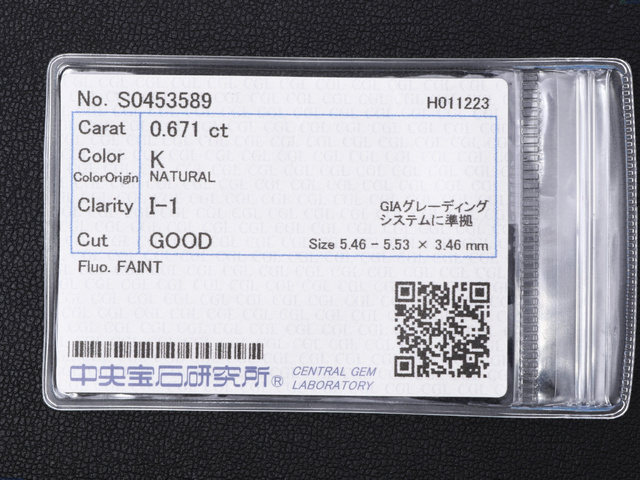 No. S0453589
H011223
Carat 0.671 ct
Color K
ColorOrigin NATURAL
Clarity I-1
GIAグレーディング
システムに準拠
Cut GOOD
Size 5.46 - 5.53 × 3.46 mm
Fluo. FAINT
中央宝石研究所®
CENTRAL GEM
LABORATORY